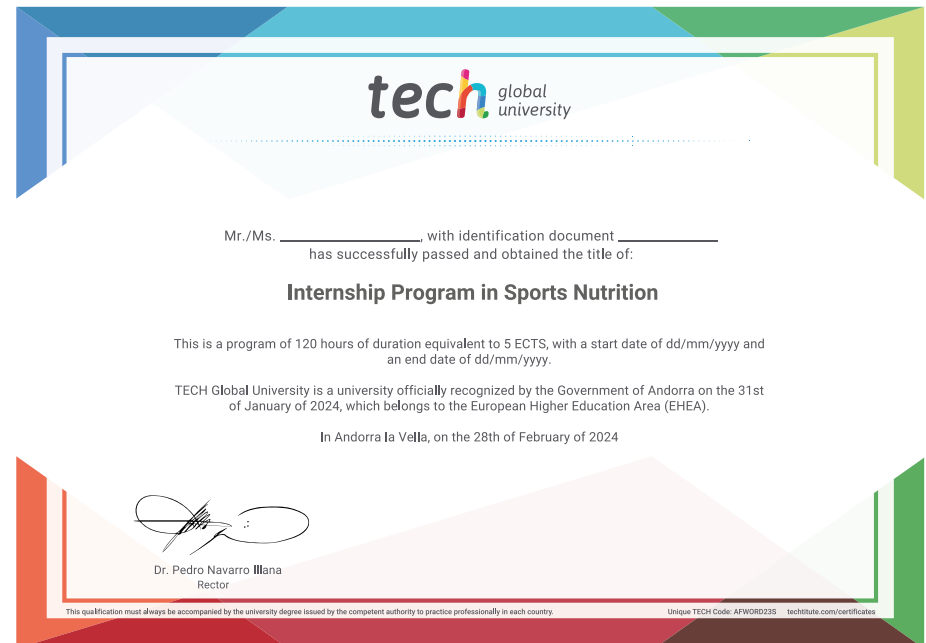 tech global university
Mr./Ms. ____________, with identification document ____________
has successfully passed and obtained the title of:
Internship Program in Sports Nutrition
This is a program of 120 hours of duration equivalent to 5 ECTS, with a start date of dd/mm/yyyy and
an end date of dd/mm/yyyy.
TECH Global University is a university officially recognized by the Government of Andorra on the 31st
of January of 2024, which belongs to the European Higher Education Area (EHEA).
In Andorra la Vella, on the 28th of February of 2024
Dr. Pedro Navarro Illana
Rector
This qualification must always be accompanied by the university degree issued by the competent authority to practice professionally in each country.
Unique TECH Code: AFWORD23S techtitute.com/certificates